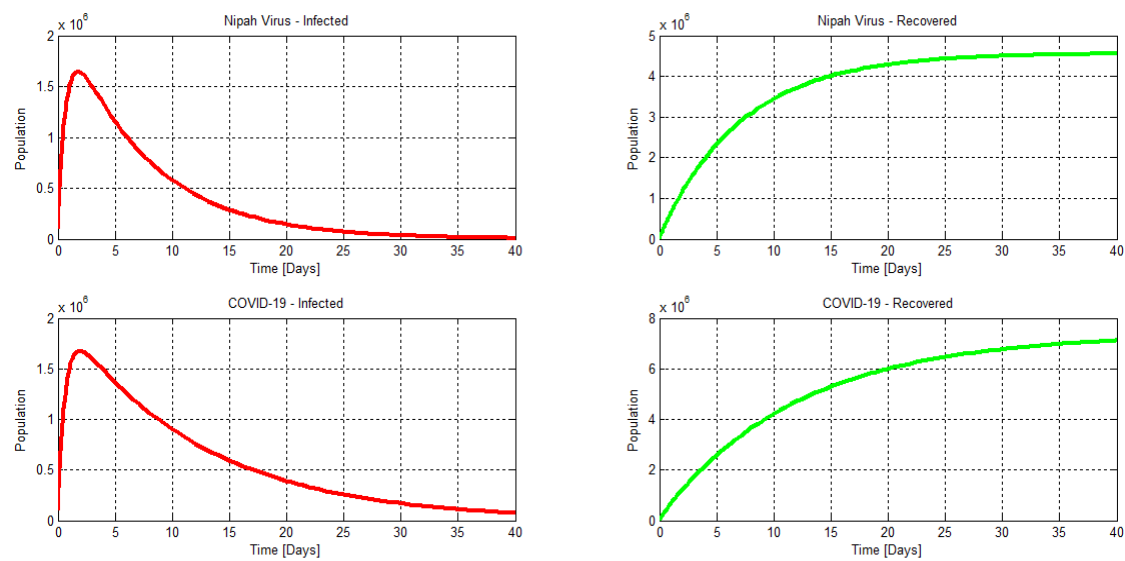 Nipah Virus - Infected
x 10^6
2
1.5
1
0.5
0
Population
0 5 10 15 20 25 30 35 40
Time [Days]
Nipah Virus - Recovered
x 10^6
5
4
3
2
1
0
Population
0 5 10 15 20 25 30 35 40
Time [Days]
COVID-19 - Infected
x 10^6
2
1.5
1
0.5
0
Population
0 5 10 15 20 25 30 35 40
Time [Days]
COVID-19 - Recovered
x 10^6
8
6
4
2
0
Population
0 5 10 15 20 25 30 35 40
Time [Days]